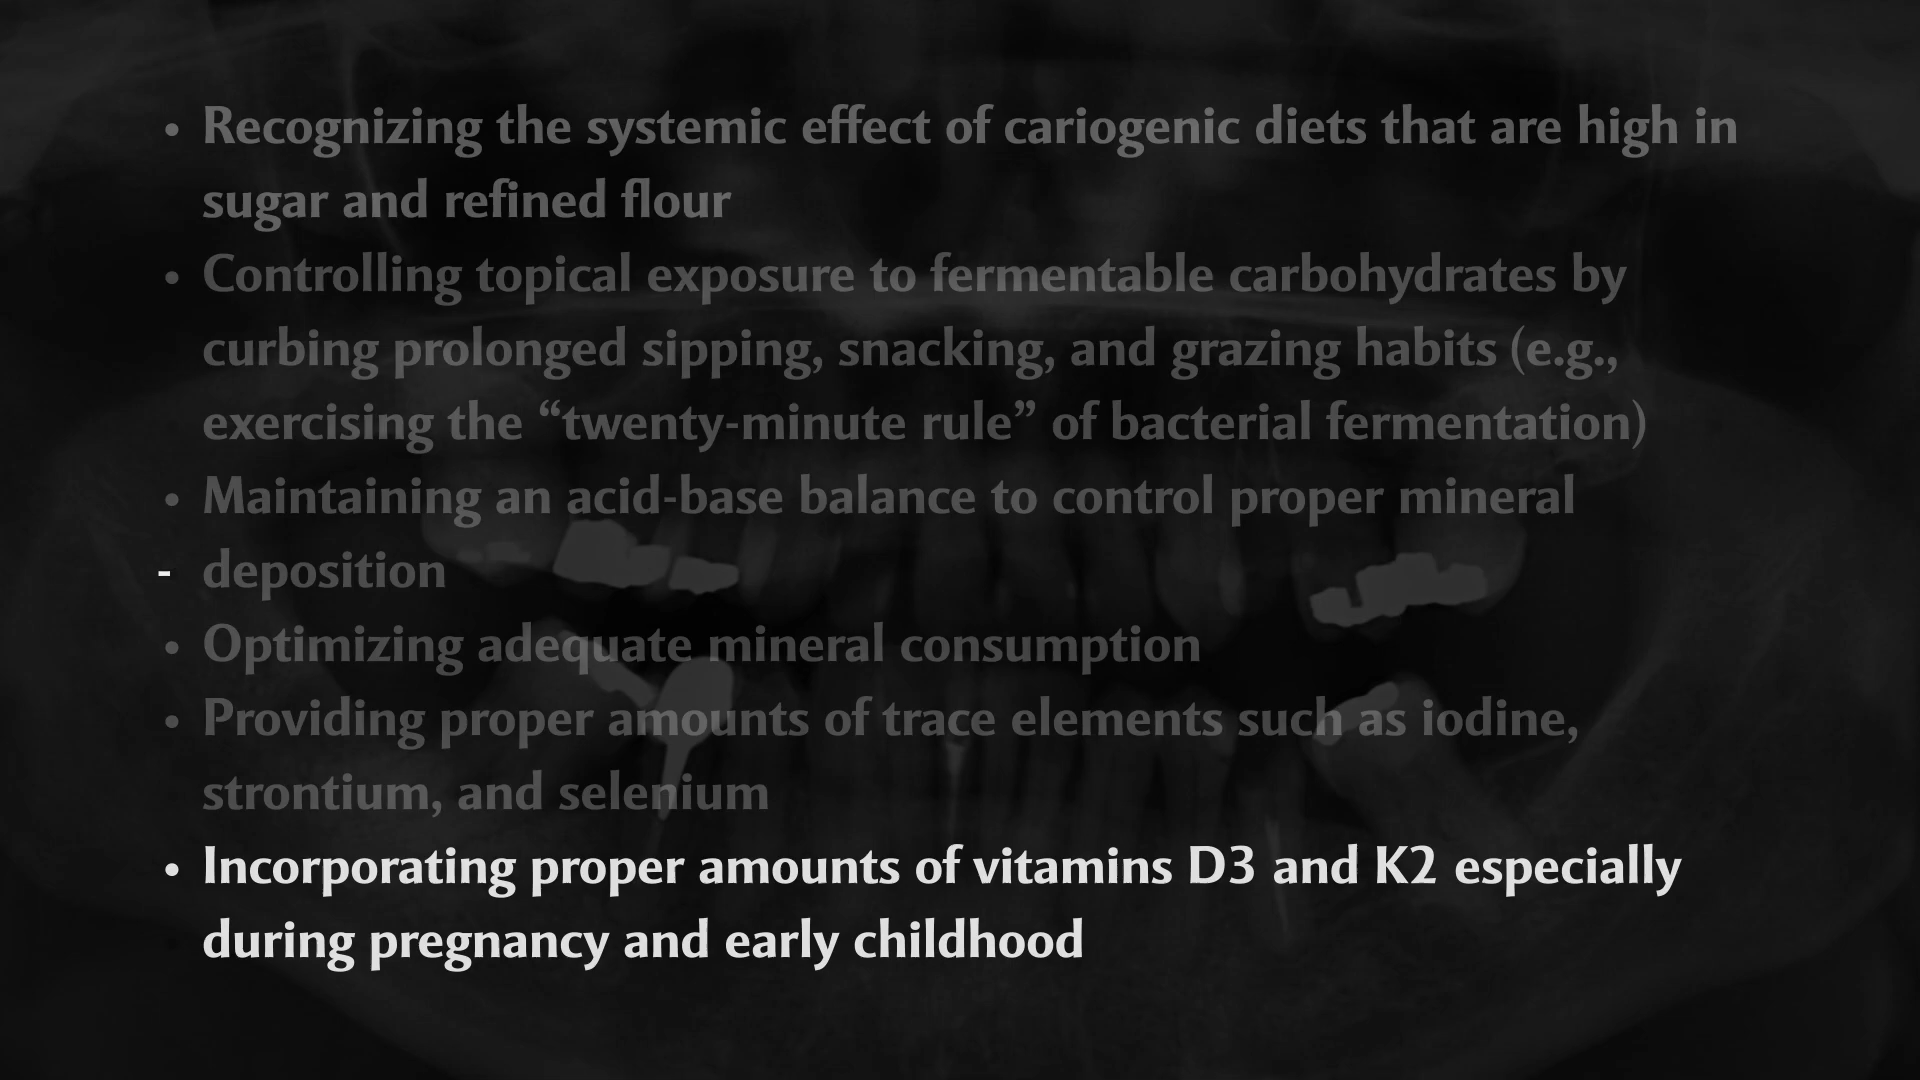 • Recognizing the systemic effect of cariogenic diets that are high in
sugar and refined flour
• Controlling topical exposure to fermentable carbohydrates by
curbing prolonged sipping, snacking, and grazing habits (e.g.,
exercising the “twenty-minute rule” of bacterial fermentation)
• Maintaining an acid-base balance to control proper mineral
- deposition
• Optimizing adequate mineral consumption
• Providing proper amounts of trace elements such as iodine,
strontium, and selenium
• Incorporating proper amounts of vitamins D3 and K2 especially
during pregnancy and early childhood